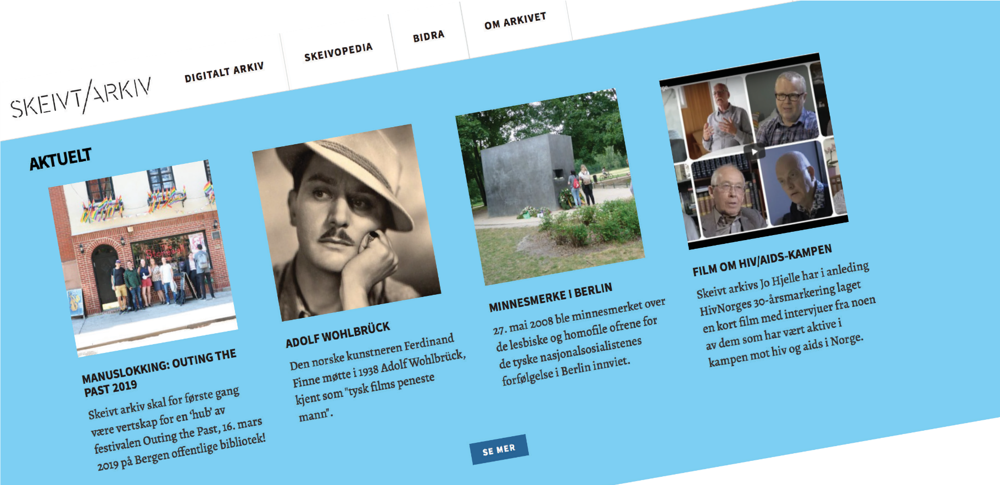 SKEIVT/ARKIV
DIGITALT ARKIV
SKEIVOPEDIA
BIDRA
OM ARKIVET
AKTUELT
MANUSLOKKING: OUTING THE
PAST 2019
Skeivt arkiv skal for første gang
være vertskap for en ‘hub’ av
festivalen Outing the Past, 16. mars
2019 på Bergen offentlige bibliotek!
ADOLF WOHLBRÜCK
Den norske kunstneren Ferdinand
Finne møtte i 1938 Adolf Wohlbrück,
kjent som "tysk films peneste
mann".
MINNESMERKE I BERLIN
27. mai 2008 ble minnesmerket over
de lesbiske og homofile ofrene for
de tyske nasjonalsosialistenes
forfølgelse i Berlin innviet.
FILM OM HIV/AIDS-KAMPEN
Skeivt arkivs Jo Hjelle har i anleding
HivNorges 30-årsmarkering laget
en kort film med intervjuer fra noen
av dem som har vært aktive i
kampen mot hiv og aids i Norge.
SE MER